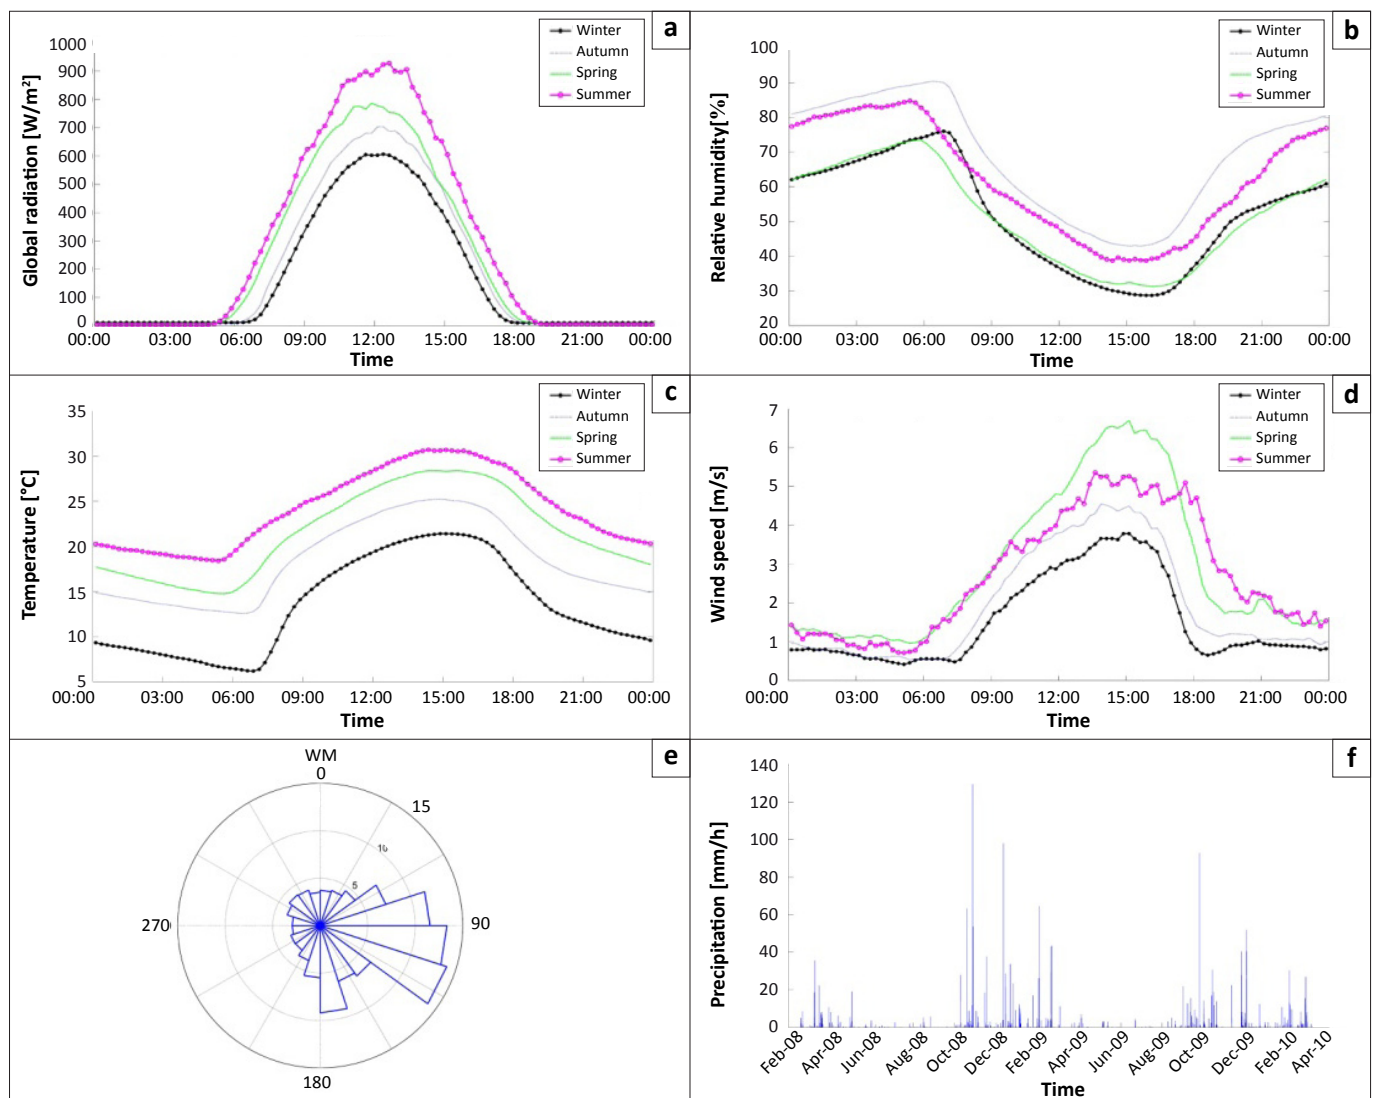 a
Winter
Autumn
Spring
Summer
Global radiation [W/m²]
1000
900
800
700
600
500
400
300
200
100
0
00:00 03:00 06:00 09:00 12:00 15:00 18:00 21:00 00:00
Time
b
Winter
Autumn
Spring
Summer
Relative humidity[%]
100
90
80
70
60
50
40
30
20
00:00 03:00 06:00 09:00 12:00 15:00 18:00 21:00 00:00
Time
c
Winter
Autumn
Spring
Summer
Temperature [°C]
35
30
25
20
15
10
5
00:00 03:00 06:00 09:00 12:00 15:00 18:00 21:00 00:00
Time
d
Winter
Autumn
Spring
Summer
Wind speed [m/s]
7
6
5
4
3
2
1
0
00:00 03:00 06:00 09:00 12:00 15:00 18:00 21:00 00:00
Time
e
WM
0
15
10
5
270
90
180
f
Precipitation [mm/h]
140
120
100
80
60
40
20
0
Feb-08 Apr-08 Jun-08 Aug-08 Oct-08 Dec-08 Feb-09 Apr-09 Jun-09 Aug-09 Oct-09 Dec-09 Feb-10 Apr-10
Time